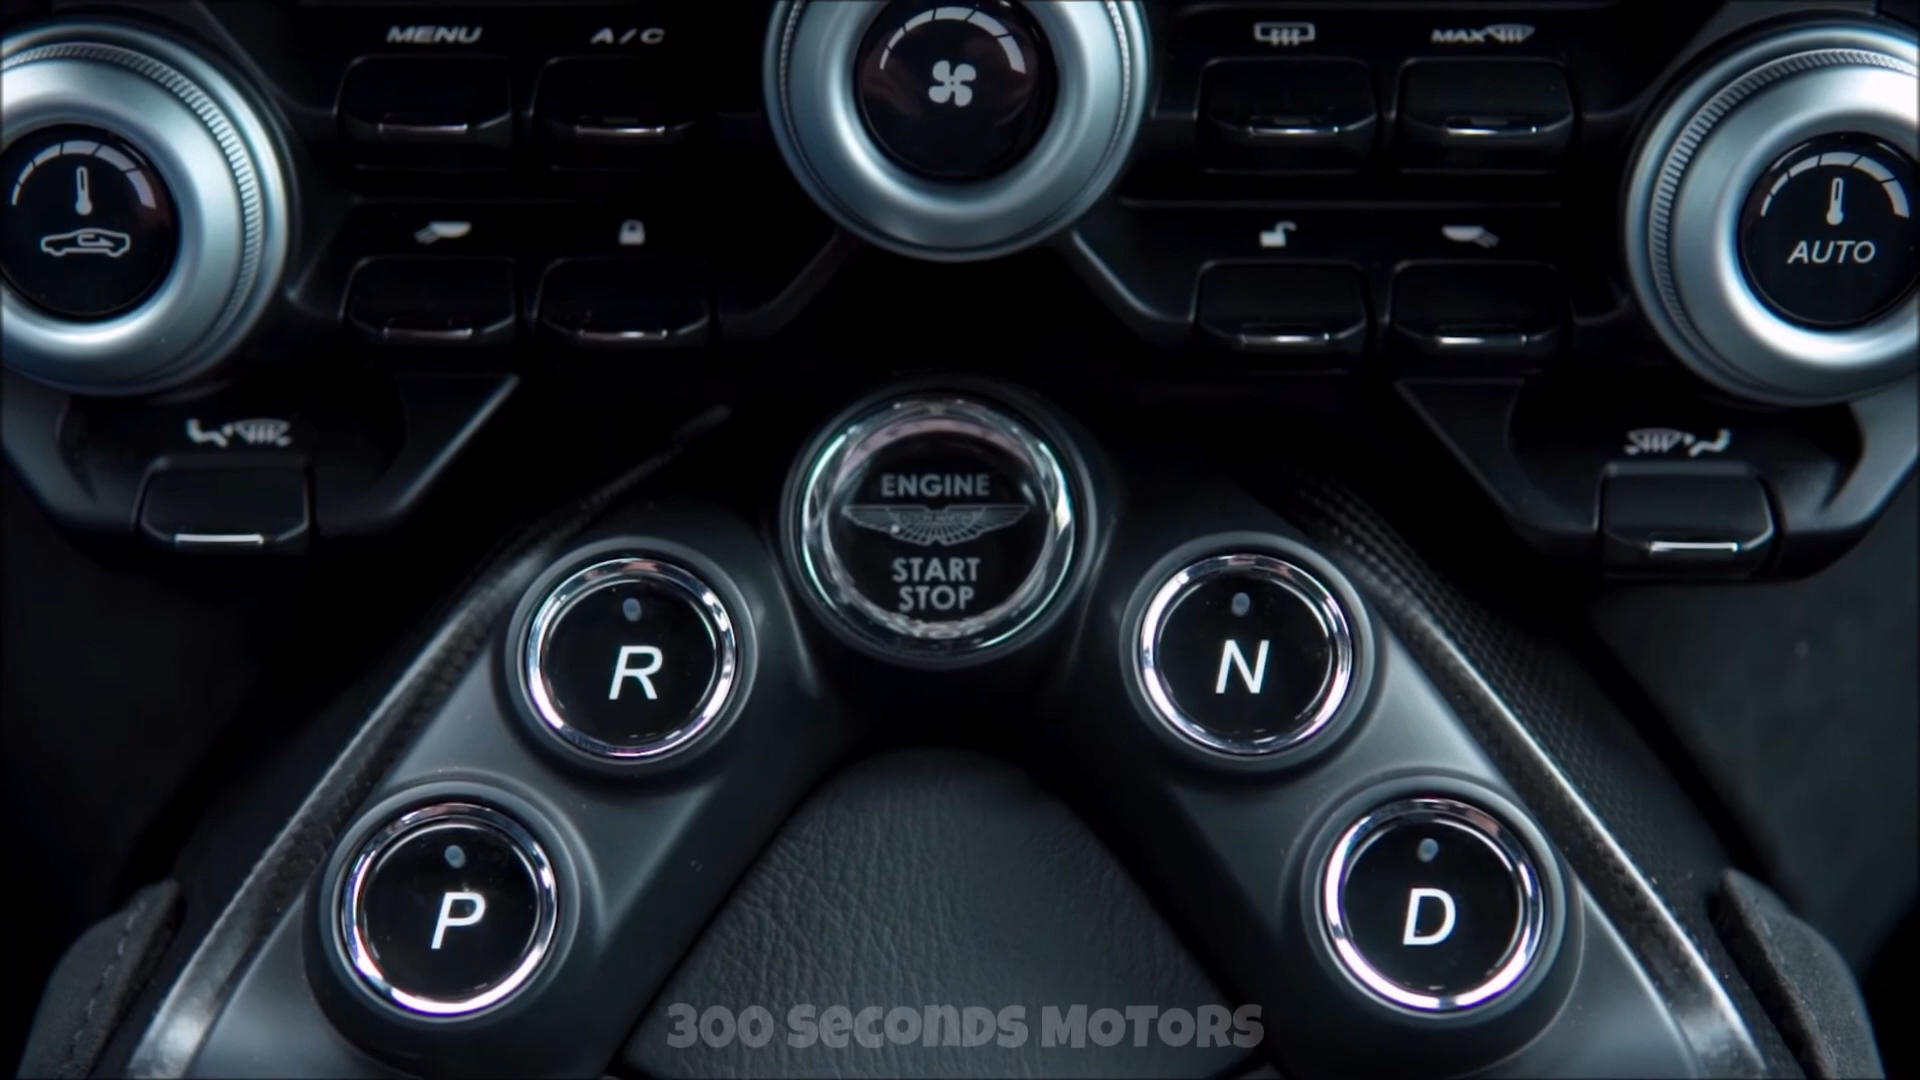 MENU
A/C
MAX
AUTO
ENGINE
START
STOP
R
N
P
D
300 SECONDS MOTORS